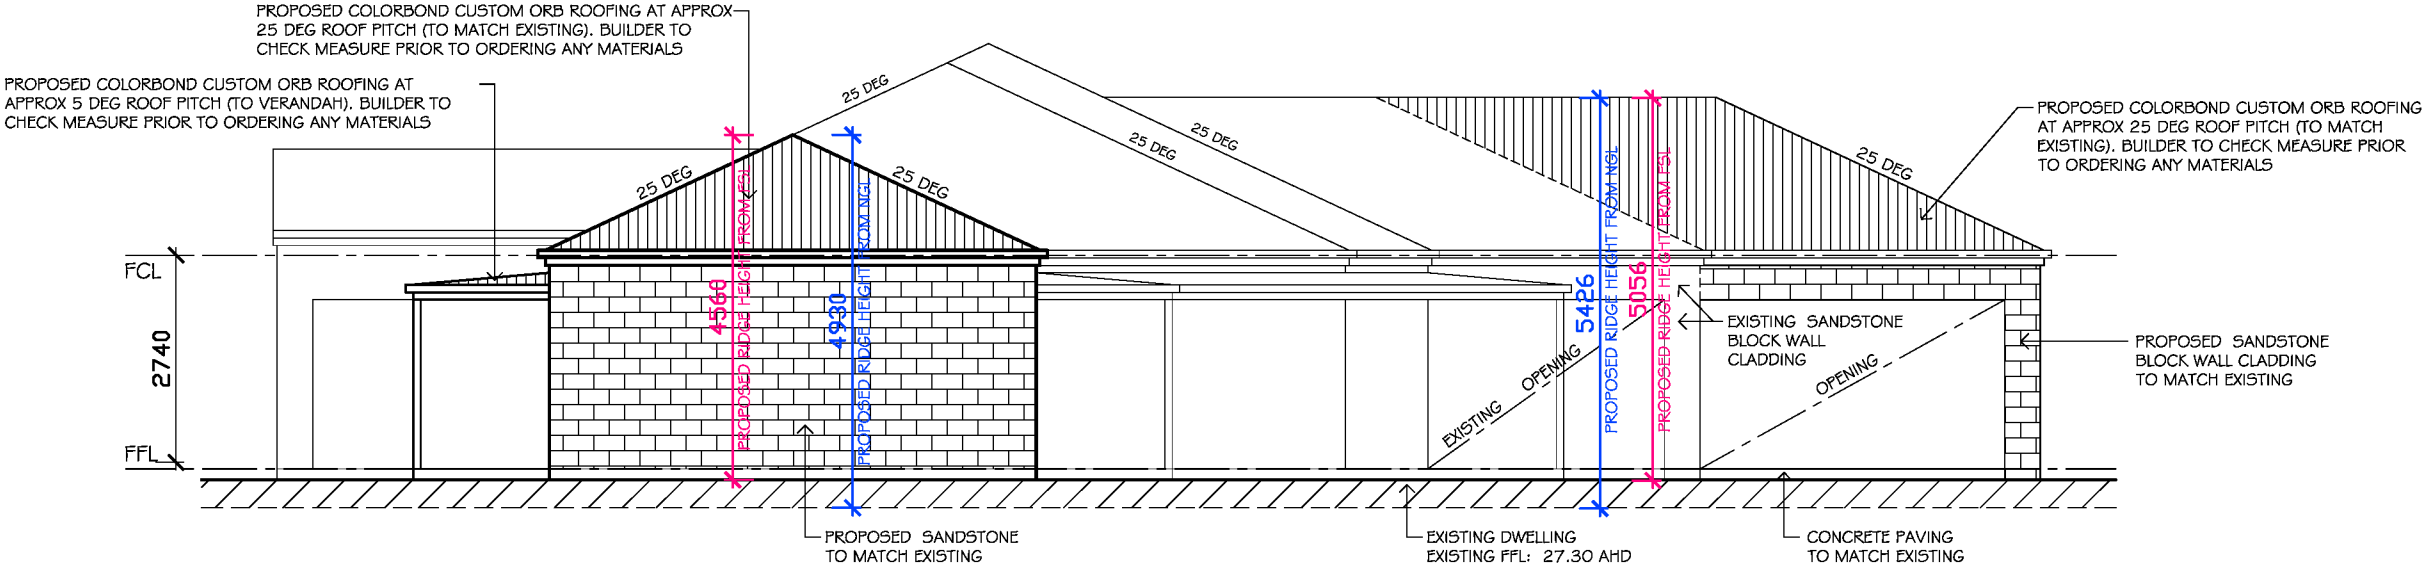 PROPOSED COLORBOND CUSTOM ORB ROOFING AT APPROX
25 DEG ROOF PITCH (TO MATCH EXISTING). BUILDER TO
CHECK MEASURE PRIOR TO ORDERING ANY MATERIALS
PROPOSED COLORBOND CUSTOM ORB ROOFING AT
APPROX 5 DEG ROOF PITCH (TO VERANDAH). BUILDER TO
CHECK MEASURE PRIOR TO ORDERING ANY MATERIALS
25 DEG
25 DEG
25 DEG
25 DEG
25 DEG
25 DEG
PROPOSED COLORBOND CUSTOM ORB ROOFING
AT APPROX 25 DEG ROOF PITCH (TO MATCH
EXISTING). BUILDER TO CHECK MEASURE PRIOR
TO ORDERING ANY MATERIALS
FCL
2740
FFL
4560
PROPOSED RIDGE HEIGHT FROM FSL
4930
PROPOSED RIDGE HEIGHT FROM NGL
5426
PROPOSED RIDGE HEIGHT FROM NGL
5056
PROPOSED RIDGE HEIGHT FROM FSL
EXISTING OPENING
EXISTING SANDSTONE
BLOCK WALL
CLADDING
OPENING
PROPOSED SANDSTONE
BLOCK WALL CLADDING
TO MATCH EXISTING
PROPOSED SANDSTONE
TO MATCH EXISTING
EXISTING DWELLING
EXISTING FFL: 27.30 AHD
CONCRETE PAVING
TO MATCH EXISTING